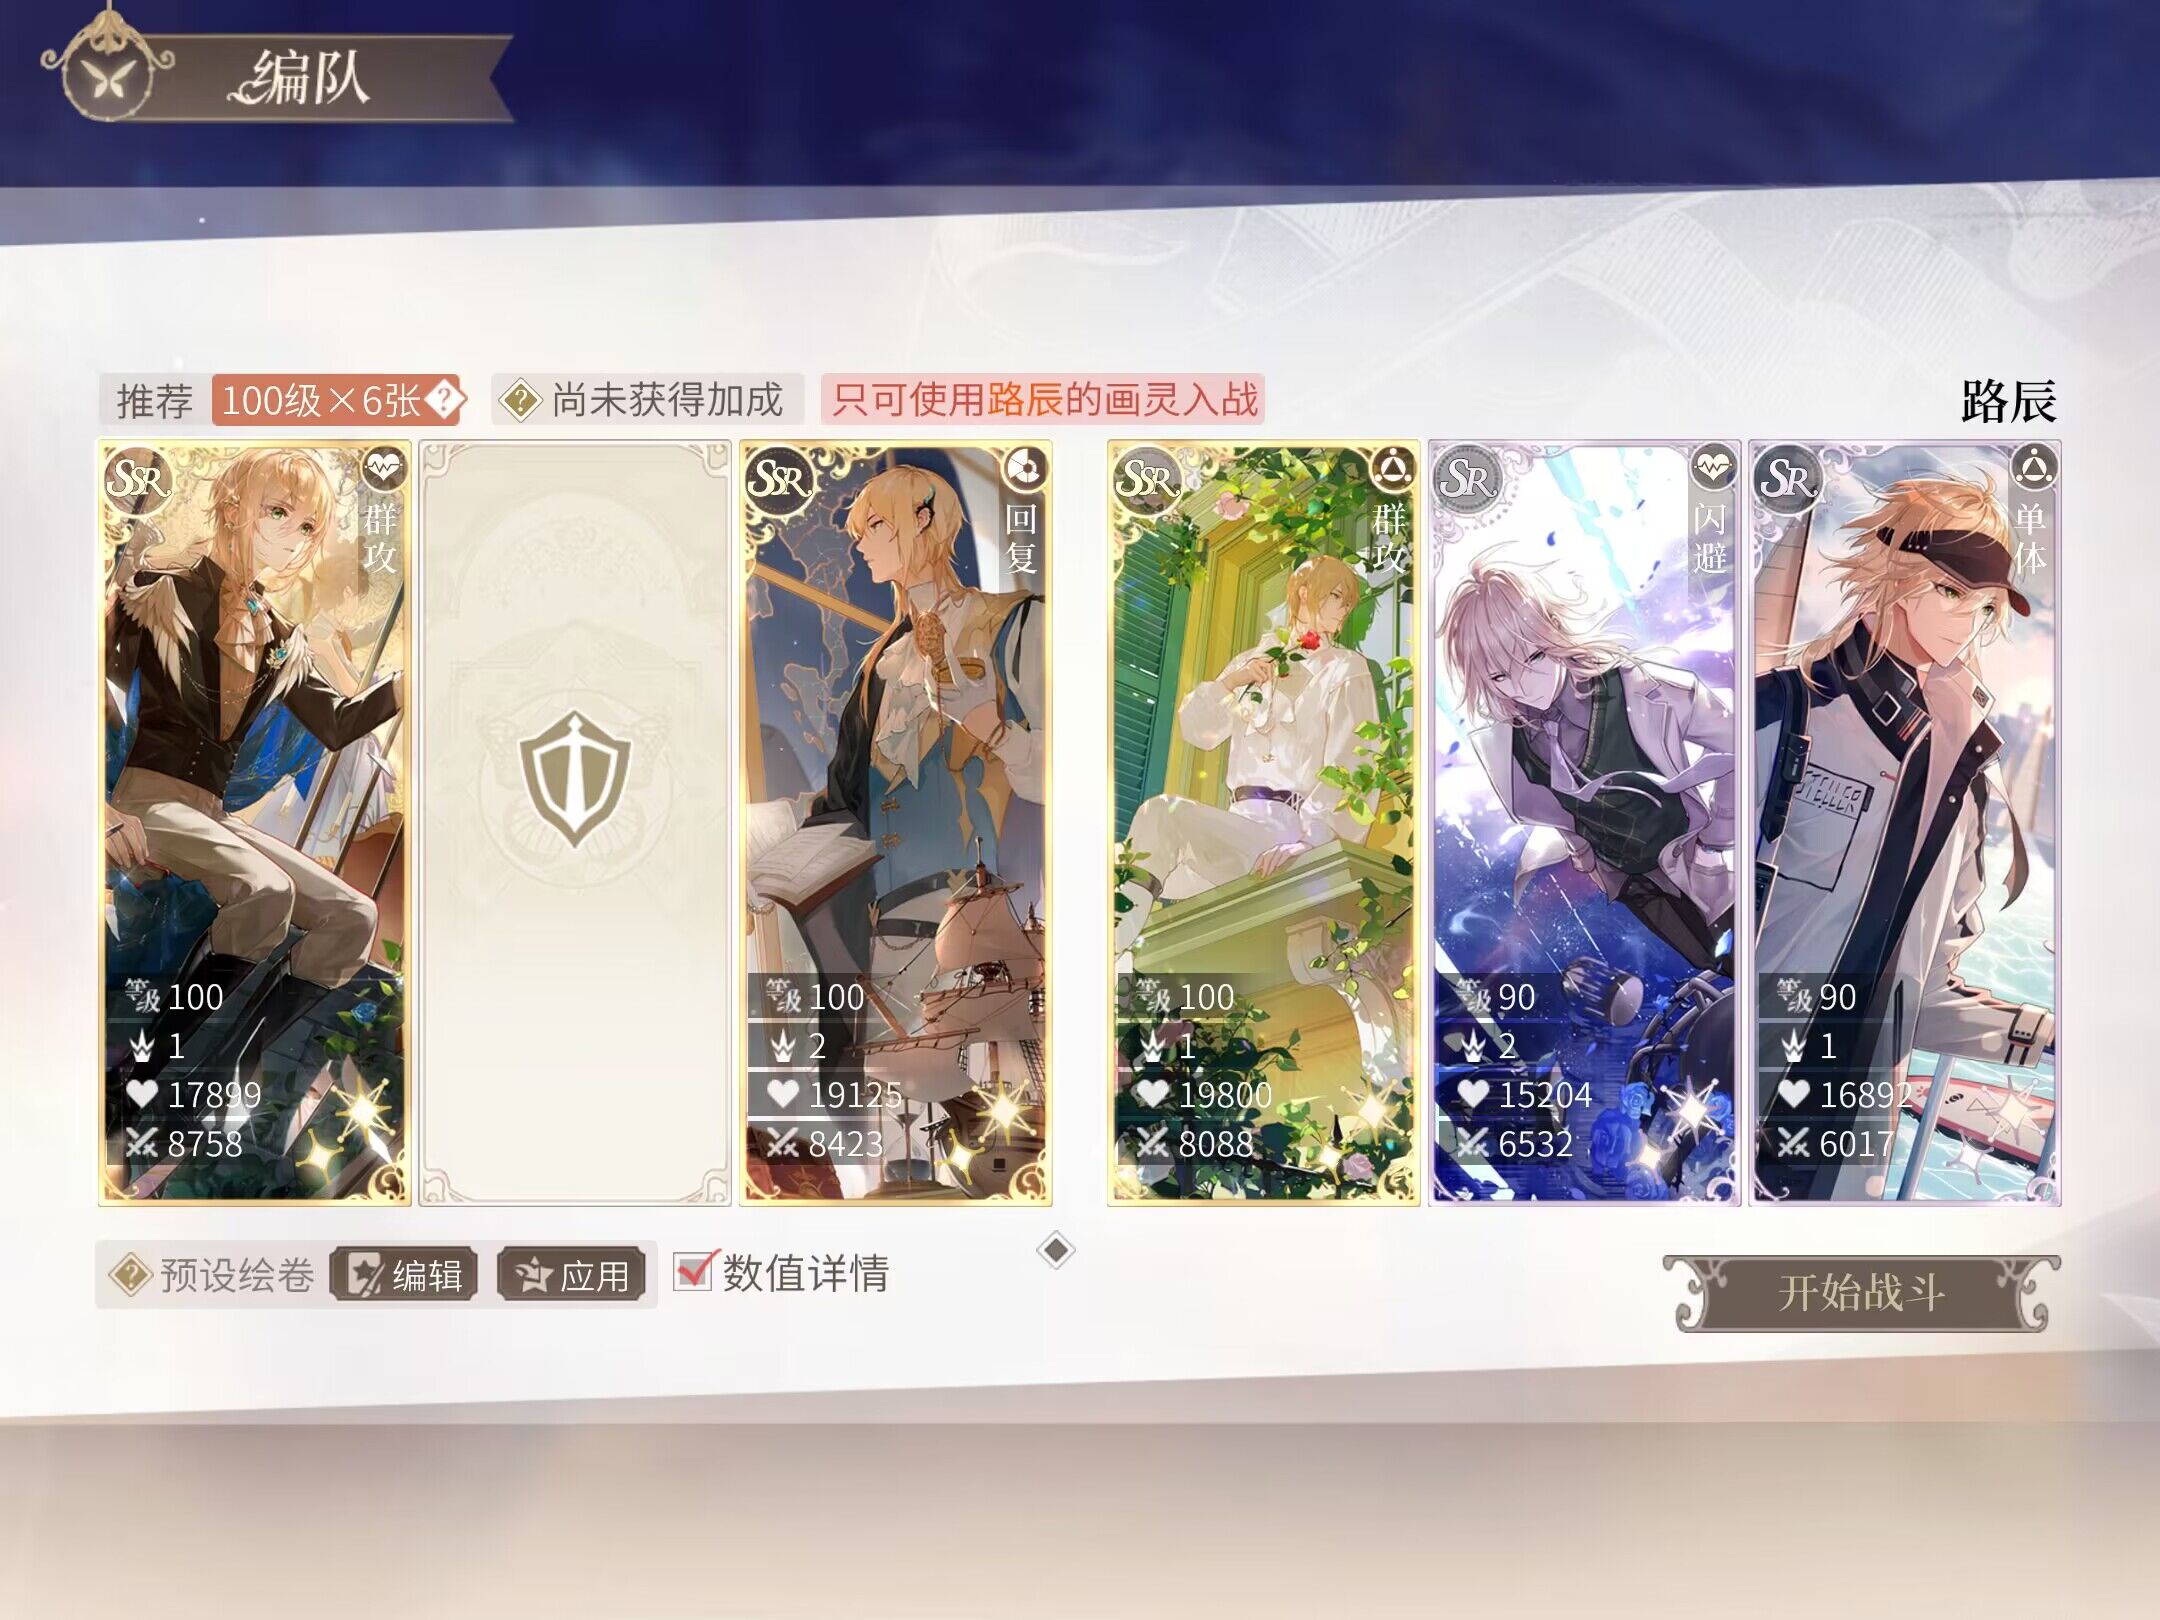 编队
推荐 100级×6张 ? ? 尚未获得加成 只可使用路辰的画灵入战
路辰
SSR 群攻
等级 100
1
17899
8758
SSR 回复
等级 100
2
19125
8423
SSR 群攻
等级 100
1
19800
8088
SR 闪避
等级 90
2
15204
6532
SR 单体
等级 90
1
16892
6017
? 预设绘卷 编辑 应用 数值详情
开始战斗